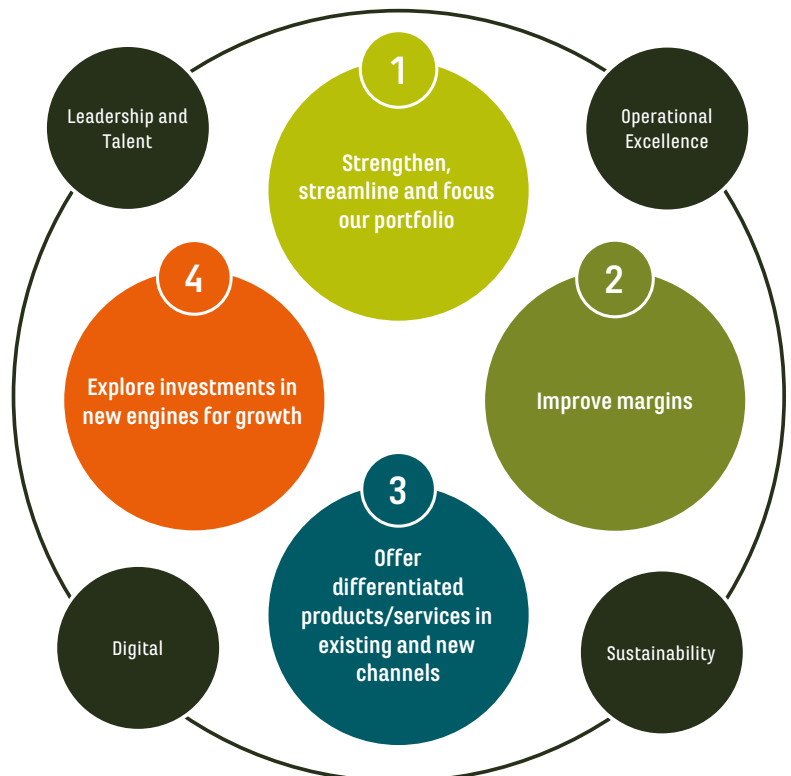 1
Strengthen,
streamline and focus
our portfolio
Leadership and
Talent
Operational
Excellence
4
Explore investments in
new engines for growth
2
Improve margins
3
Offer
differentiated
products/services in
existing and new
channels
Digital
Sustainability